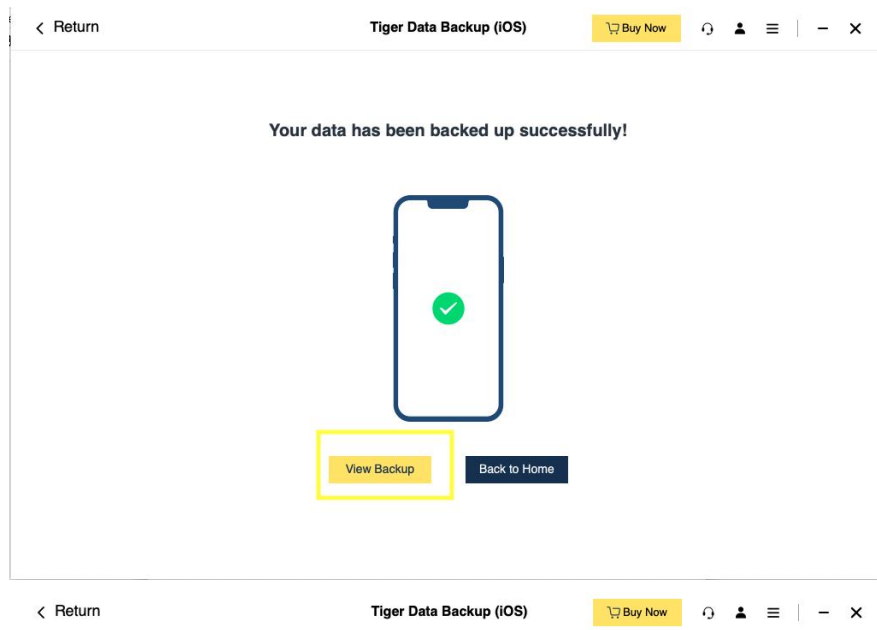 Return Tiger Data Backup (iOS) Buy Now
Your data has been backed up successfully!
View Backup Back to Home
Return Tiger Data Backup (iOS) Buy Now